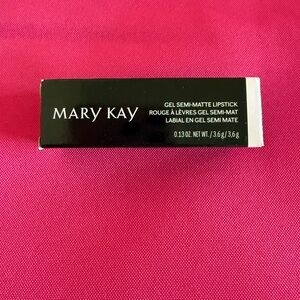 MARY KAY
GEL SEMI-MATTE LIPSTICK
ROUGE À LÈVRES GEL SEMI-MAT
LABIAL EN GEL SEMI MATE
0.13 OZ. NET WT. / 3.6 g / 3,6 g